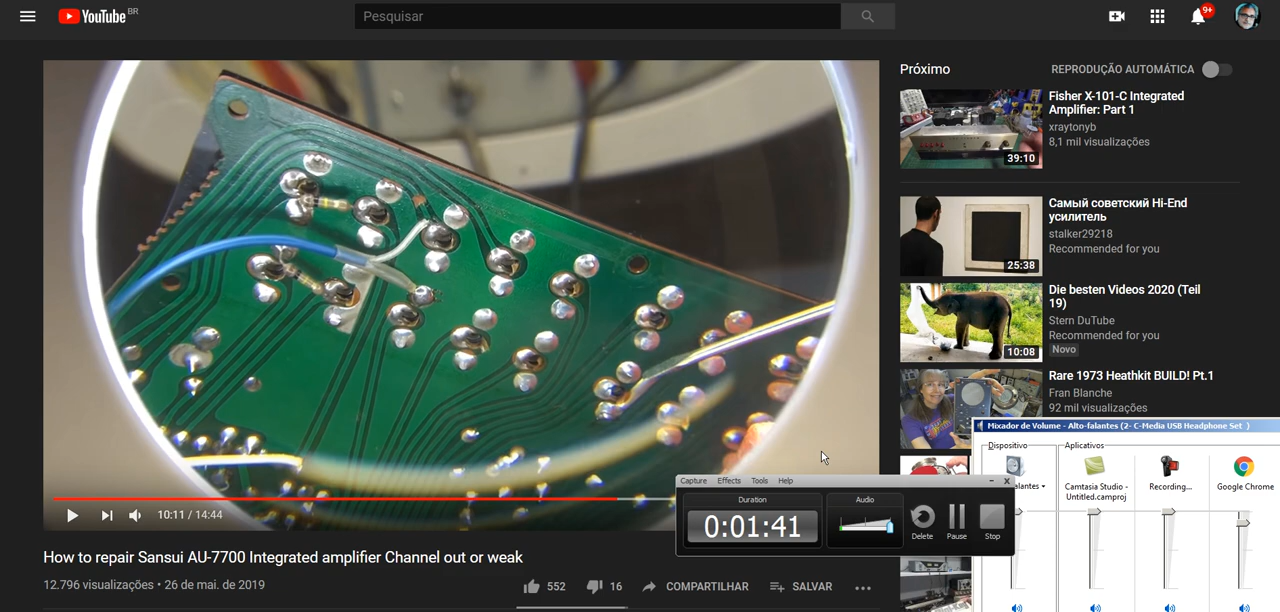 YouTube BR
Pesquisar
9+
Próximo
REPRODUÇÃO AUTOMÁTICA
Fisher X-101-C Integrated
Amplifier: Part 1
xraytonyb
8,1 mil visualizações
39:10
Самый советский Hi-End
усилитель
stalker29218
Recommended for you
25:38
Die besten Videos 2020 (Teil
19)
Stern DuTube
Recommended for you
Novo
10:08
Rare 1973 Heathkit BUILD! Pt.1
Fran Blanche
92 mil visualizações
Mixador de Volume - Alto-falantes (2- C-Media USB Headphone Set )
Dispositivo
Aplicativos
alantes
Camtasia Studio -
Untitled.camproj
Recording...
Google Chrome
Capture Effects Tools Help
Duration
Audio
0:01:41
Delete
Pause
Stop
10:11 / 14:44
How to repair Sansui AU-7700 Integrated amplifier Channel out or weak
12.796 visualizações • 26 de mai. de 2019
552
16
COMPARTILHAR
SALVAR